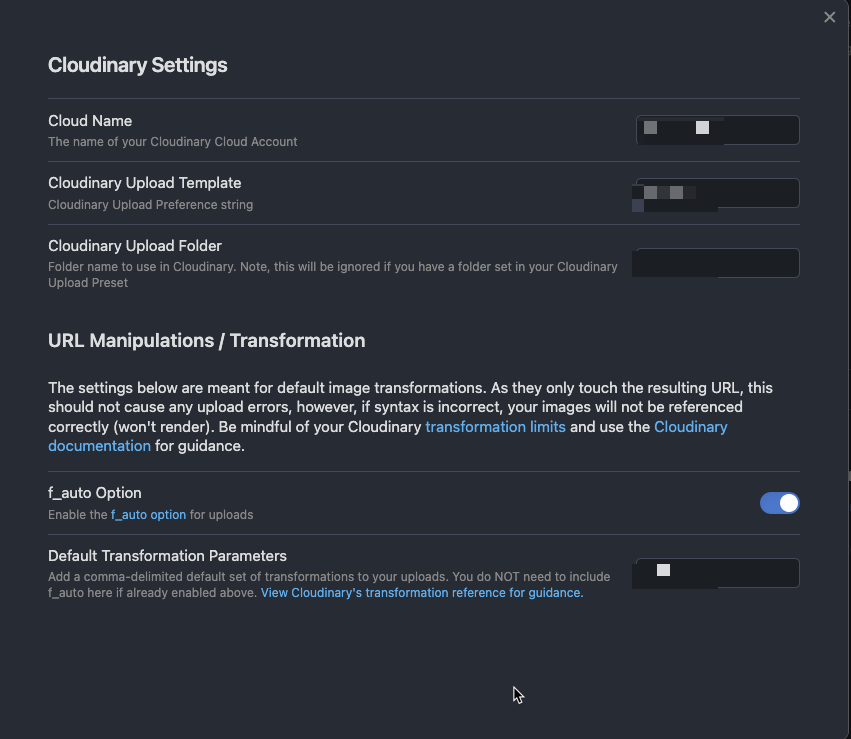 Cloudinary Settings
Cloud Name
The name of your Cloudinary Cloud Account
Cloudinary Upload Template
Cloudinary Upload Preference string
Cloudinary Upload Folder
Folder name to use in Cloudinary. Note, this will be ignored if you have a folder set in your Cloudinary
Upload Preset
URL Manipulations / Transformation
The settings below are meant for default image transformations. As they only touch the resulting URL, this
should not cause any upload errors, however, if syntax is incorrect, your images will not be referenced
correctly (won't render). Be mindful of your Cloudinary transformation limits and use the Cloudinary
documentation for guidance.
f_auto Option
Enable the f_auto option for uploads
Default Transformation Parameters
Add a comma-delimited default set of transformations to your uploads. You do NOT need to include
f_auto here if already enabled above. View Cloudinary's transformation reference for guidance.